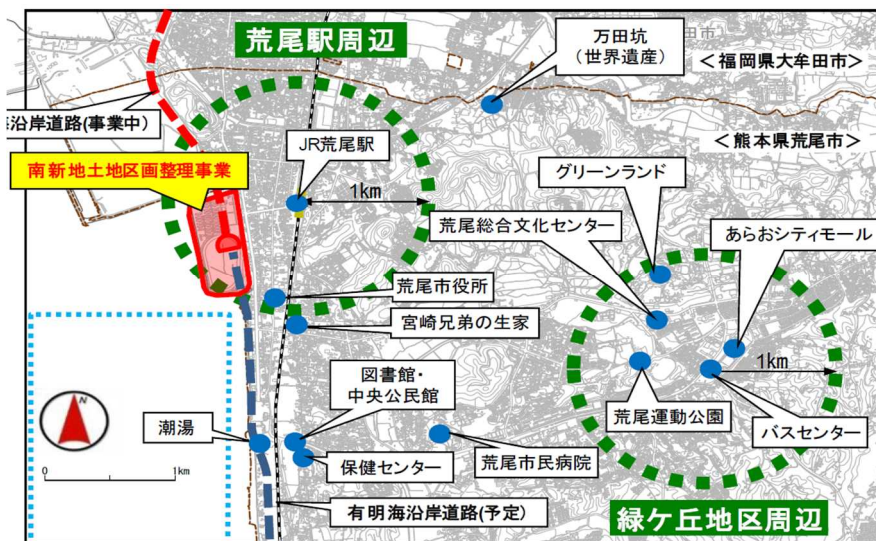 荒尾駅周辺
万田坑
（世界遺産）
＜福岡県大牟田市＞
沿岸道路(事業中)
JR荒尾駅
＜熊本県荒尾市＞
南新地土地区画整理事業
グリーンランド
1km
荒尾総合文化センター
あらおシティモール
荒尾市役所
宮崎兄弟の生家
1km
図書館・
中央公民館
荒尾運動公園
バスセンター
潮湯
荒尾市民病院
保健センター
N
0
1km
有明海沿岸道路(予定)
緑ケ丘地区周辺